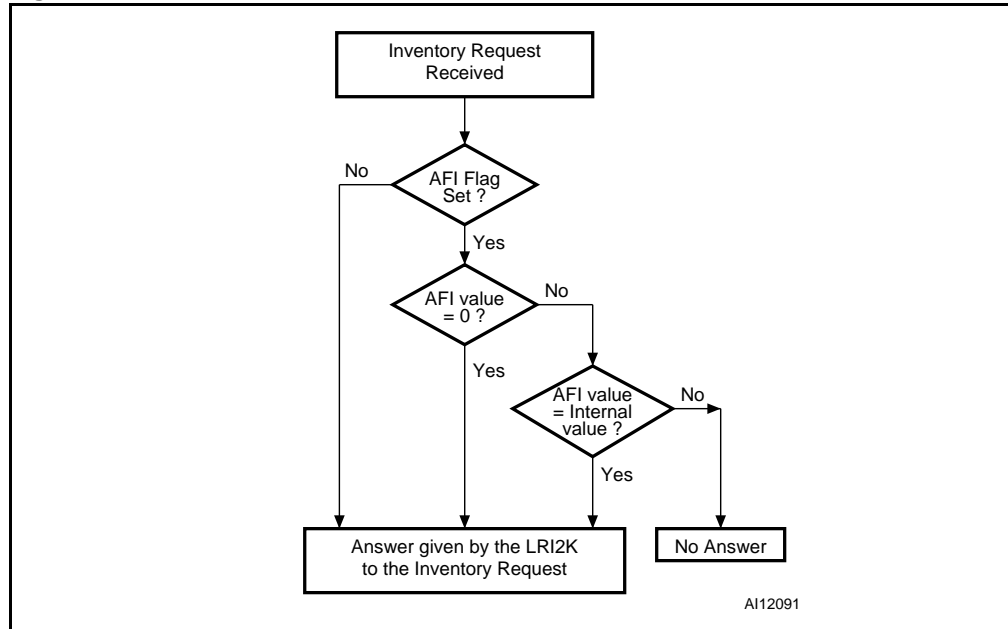 Inventory Request
Received
No
AFI Flag
Set ?
Yes
AFI value
= 0 ?
No
Yes
AFI value
= Internal
value ?
No
Yes
Answer given by the LRI2K
to the Inventory Request
No Answer
AI12091